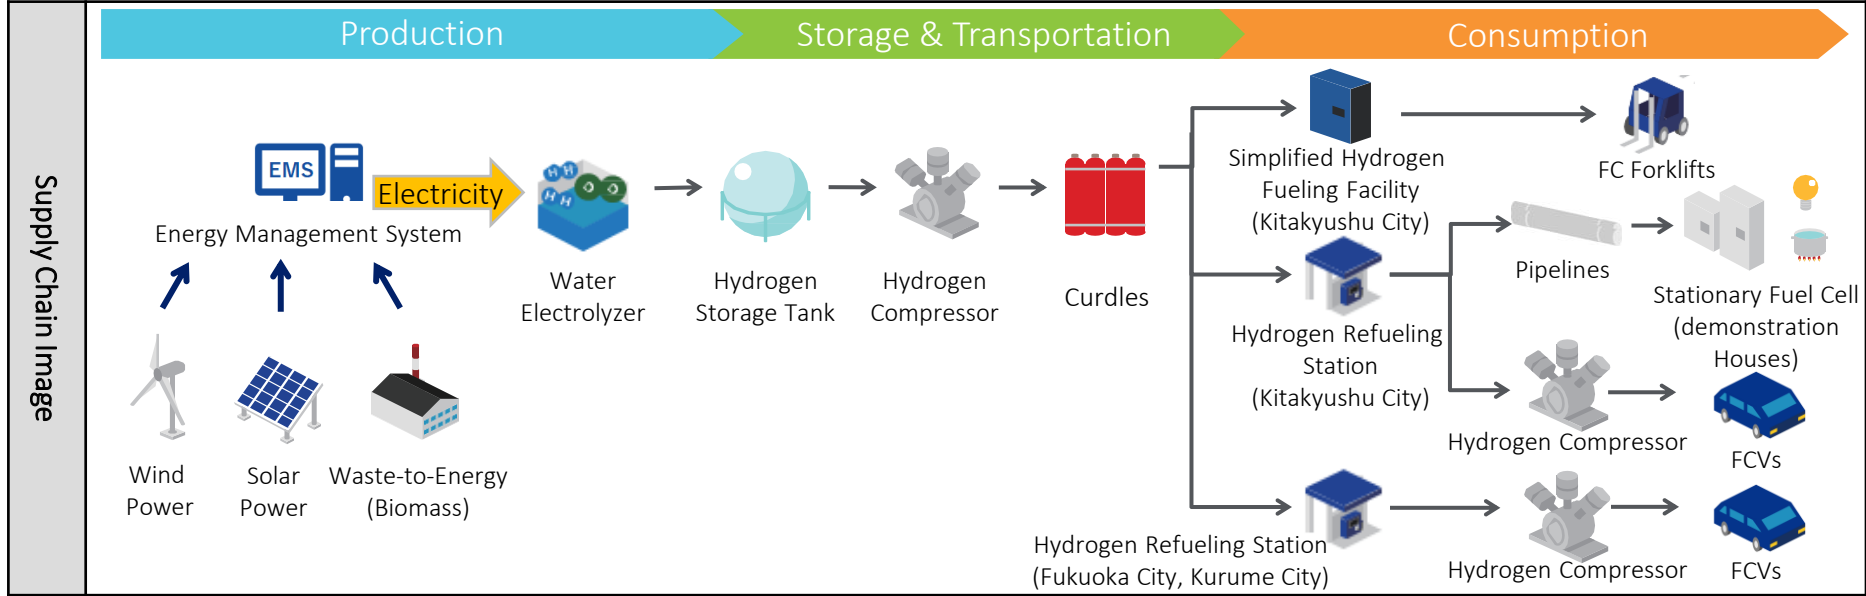 Supply Chain Image
Production
Storage & Transportation
Consumption
EMS
Electricity
Energy Management System
Wind
Power
Solar
Power
Waste-to-Energy
(Biomass)
H H
H H
O O
Water
Electrolyzer
Hydrogen
Storage Tank
Hydrogen
Compressor
Curdles
Simplified Hydrogen
Fueling Facility
(Kitakyushu City)
FC Forklifts
Hydrogen Refueling
Station
(Kitakyushu City)
Pipelines
Stationary Fuel Cell
(demonstration
Houses)
Hydrogen Compressor
FCVs
Hydrogen Refueling Station
(Fukuoka City, Kurume City)
Hydrogen Compressor
FCVs